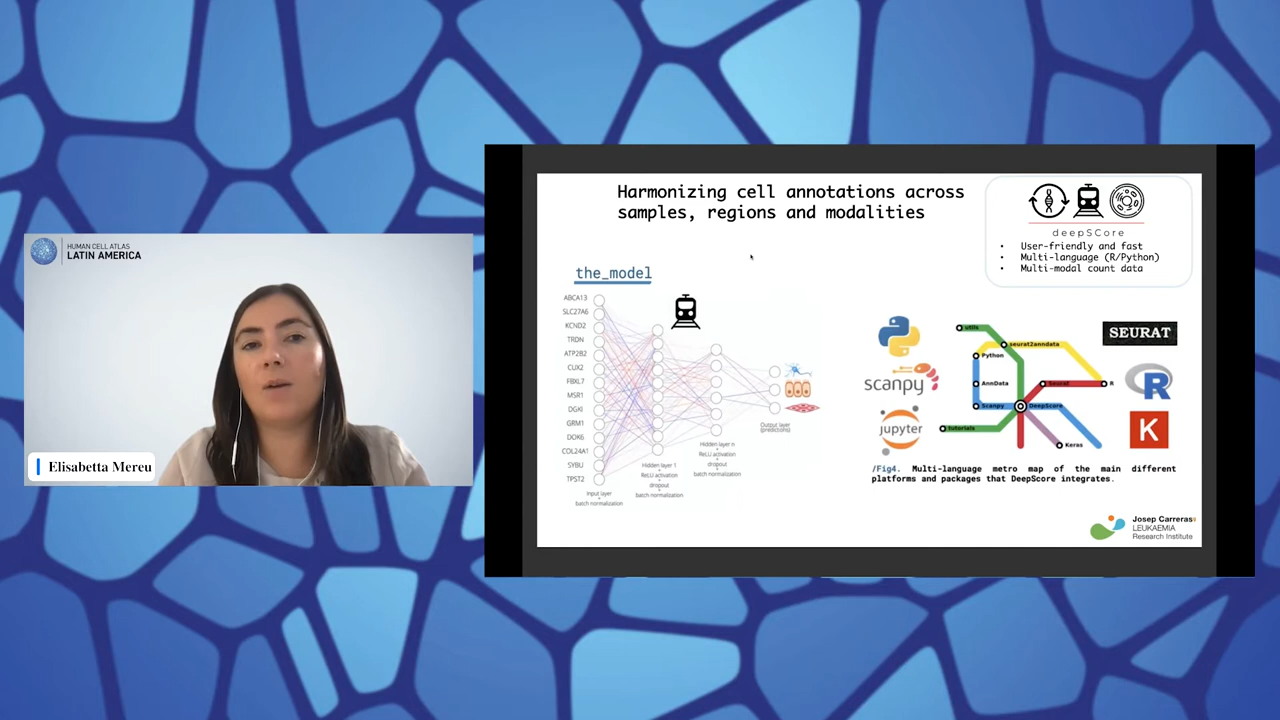 HUMAN CELL ATLAS
LATIN AMERICA
Elisabetta Mereu
Harmonizing cell annotations across
samples, regions and modalities
deepSCore
• User-friendly and fast
• Multi-language (R/Python)
• Multi-modal count data
the_model
ABCA13
SLC27A6
KCND2
TRDN
ATP2B2
CUX2
FBXL7
MSR1
DGKI
GRM1
DOK6
COL24A1
SYBU
TPST2
Input layer
+
batch normalization
Hidden layer 1
+
ReLU activation
+
dropout
+
batch normalization
Hidden layer n
+
ReLU activation
+
dropout
+
batch normalization
Output layer
(predictions)
scanpy
jupyter
utils
seurat2anndata
Python
AnnData
Seurat
R
Scanpy
DeepScore
tutorials
Keras
SEURAT
R
K
/Fig4. Multi-language metro map of the main different
platforms and packages that DeepScore integrates.
Josep Carreras
LEUKAEMIA
Research Institute